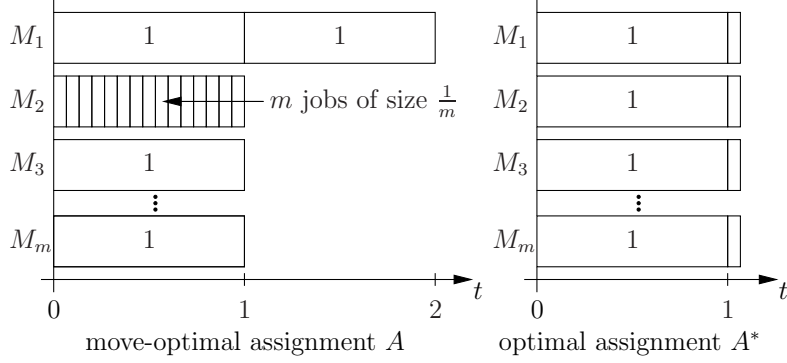 M₁ 1 1
M₂ m jobs of size 1/m
M₃ 1
⋮
Mₘ 1
t
0 1 2
move-optimal assignment A
M₁ 1
M₂ 1
M₃ 1
⋮
Mₘ 1
t
0 1
optimal assignment A*